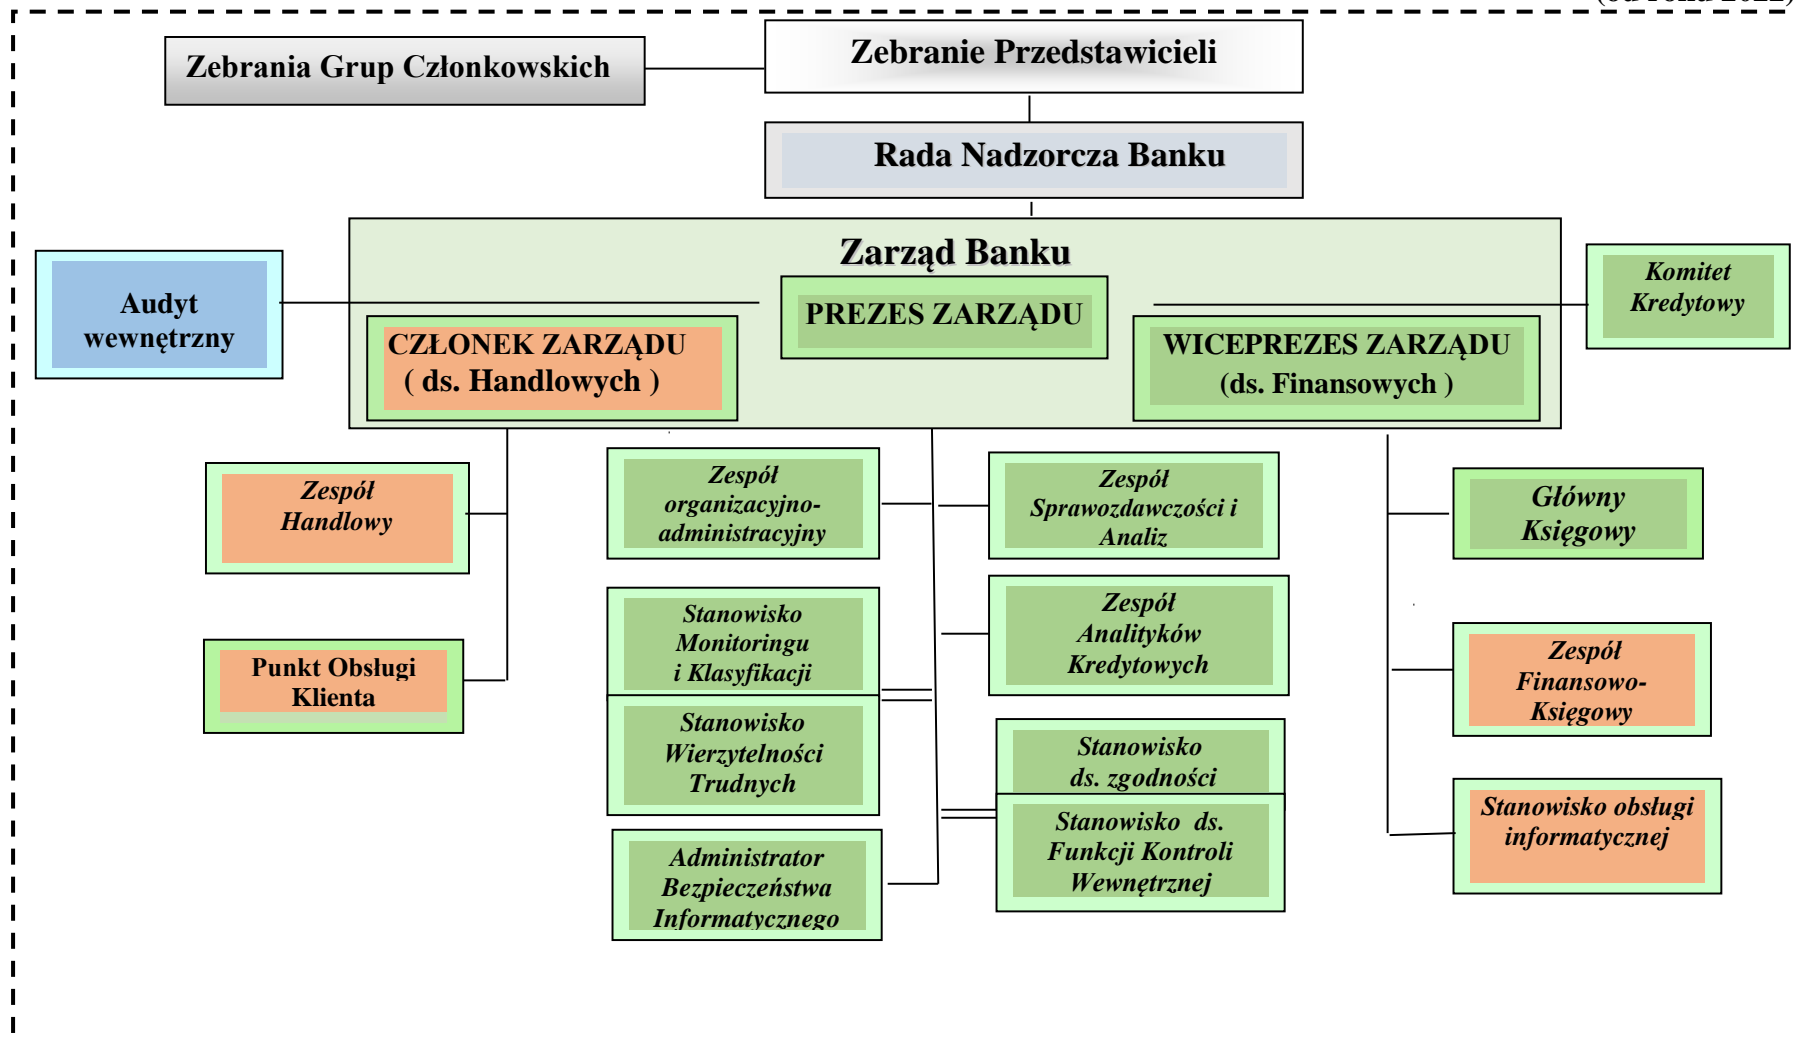 Zebranie Przedstawicieli
Zebrania Grup Członkowskich
Rada Nadzorcza Banku
Zarząd Banku
Audyt
wewnętrzny
PREZES ZARZĄDU
CZŁONEK ZARZĄDU
( ds. Handlowych )
WICEPREZES ZARZĄDU
(ds. Finansowych )
Komitet
Kredytowy
Zespół
Handlowy
Punkt Obsługi
Klienta
Zespół
organizacyjno-
administracyjny
Stanowisko
Monitoringu
i Klasyfikacji
Stanowisko
Wierzytelności
Trudnych
Administrator
Bezpieczeństwa
Informatycznego
Zespół
Sprawozdawczości i
Analiz
Zespół
Analityków
Kredytowych
Stanowisko
ds. zgodności
Stanowisko ds.
Funkcji Kontroli
Wewnętrznej
Główny
Księgowy
Zespół
Finansowo-
Księgowy
Stanowisko obsługi
informatycznej